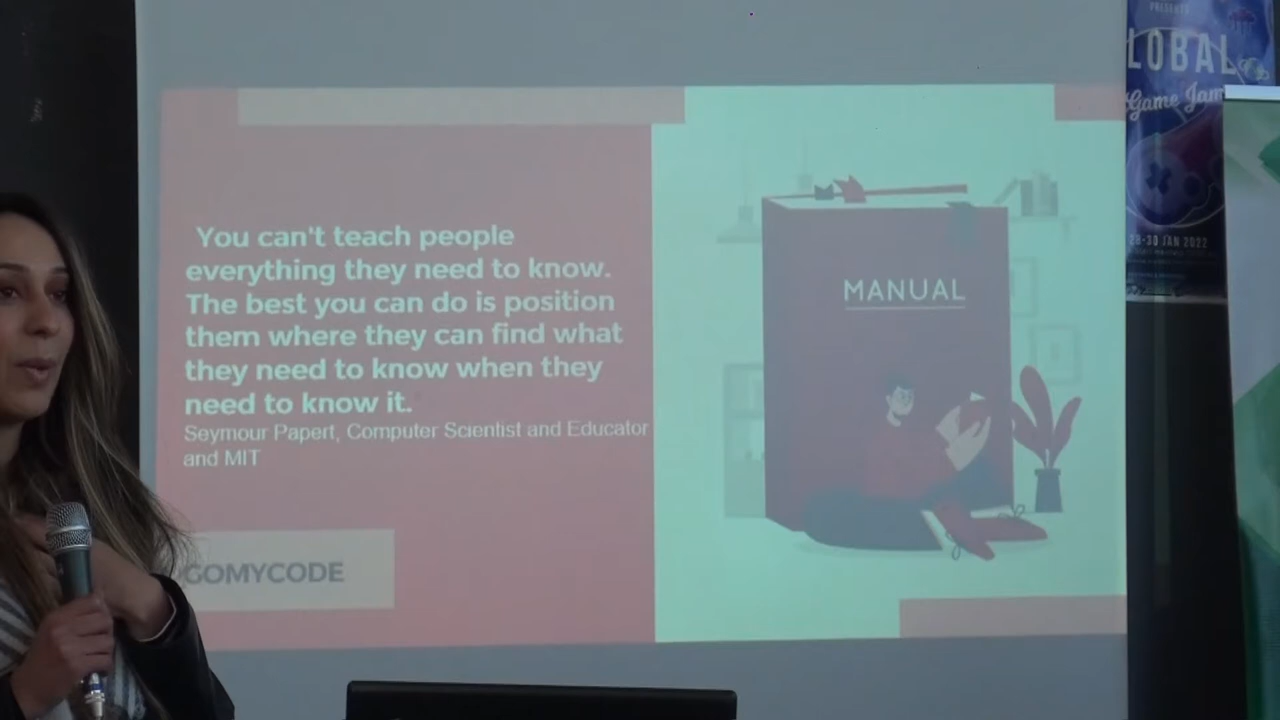 You can't teach people
everything they need to know.
The best you can do is position
them where they can find what
they need to know when they
need to know it.
Seymour Papert, Computer Scientist and Educator
and MIT
GOMYCODE
MANUAL
PRESENTS
LOBAL
Game Jam
28-30 JAN 2022